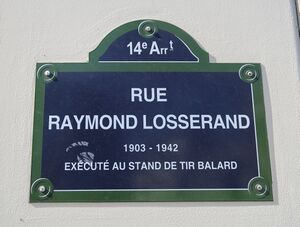 14e Arrt
RUE
RAYMOND LOSSERAND
1903 - 1942
EXÉCUTÉ AU STAND DE TIR BALARD